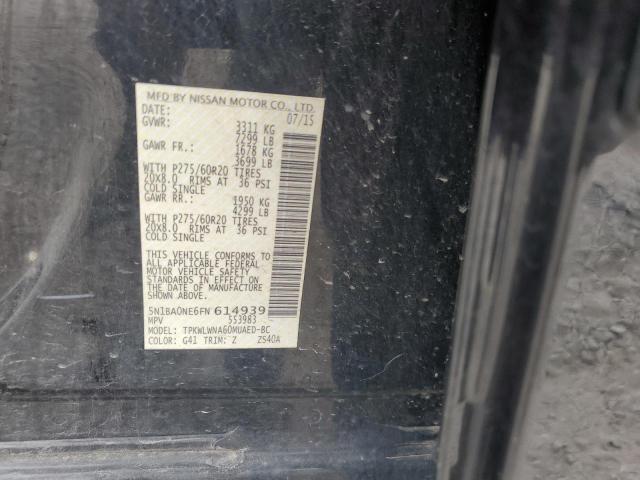 MFD BY NISSAN MOTOR CO., LTD.
DATE: 07/15
GVWR: 3311 KG
7299 LB
GAWR FR.: 1678 KG
3699 LB
WITH P275/60R20 TIRES
20X8.0 RIMS AT 36 PSI
COLD SINGLE
GAWR RR.: 1950 KG
4299 LB
WITH P275/60R20 TIRES
20X8.0 RIMS AT 36 PSI
COLD SINGLE
THIS VEHICLE CONFORMS TO
ALL APPLICABLE FEDERAL
MOTOR VEHICLE SAFETY
STANDARDS IN EFFECT ON
THE DATE OF MANUFACTURE
SHOWN ABOVE.
5N1BA0NE6FN 614939
MPV 553983
MODEL: TPKWLWNA60MUAED-BC
COLOR: G41 TRIM: Z ZS40A